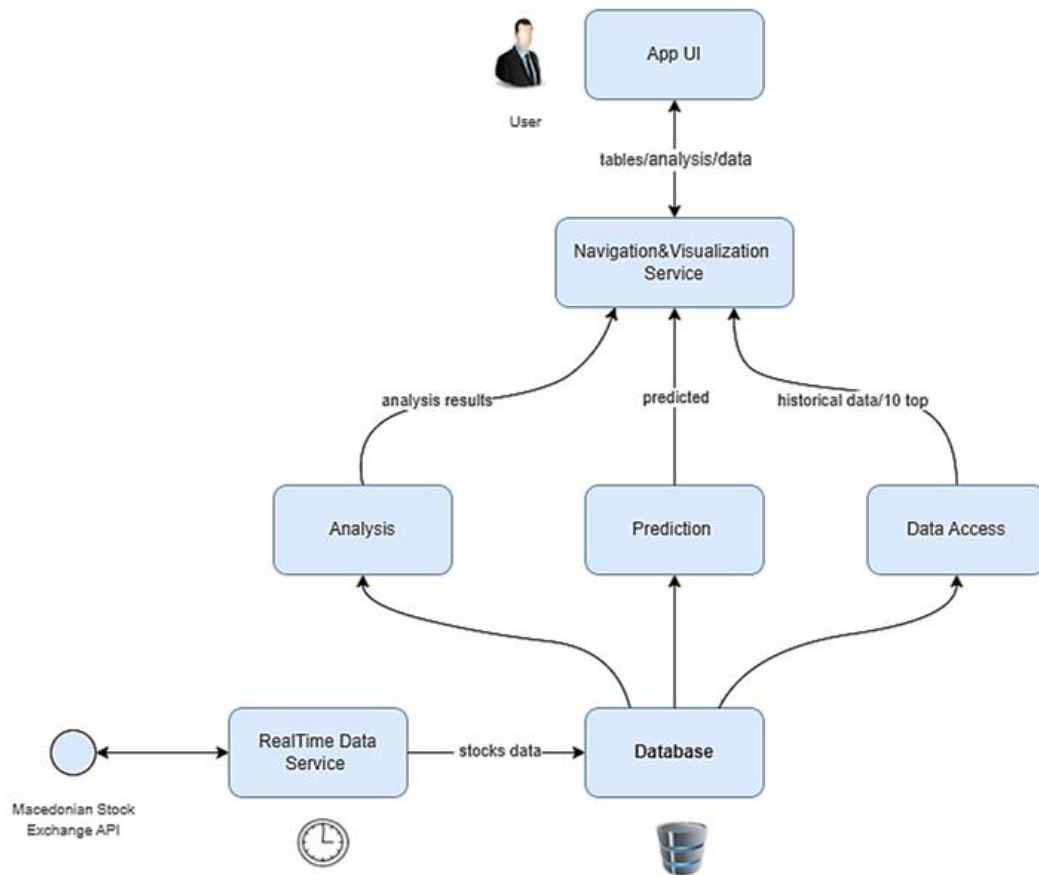 App UI
User
tables/analysis/data
Navigation&Visualization
Service
analysis results
predicted
historical data/10 top
Analysis
Prediction
Data Access
RealTime Data
Service
stocks data
Database
Macedonian Stock
Exchange API